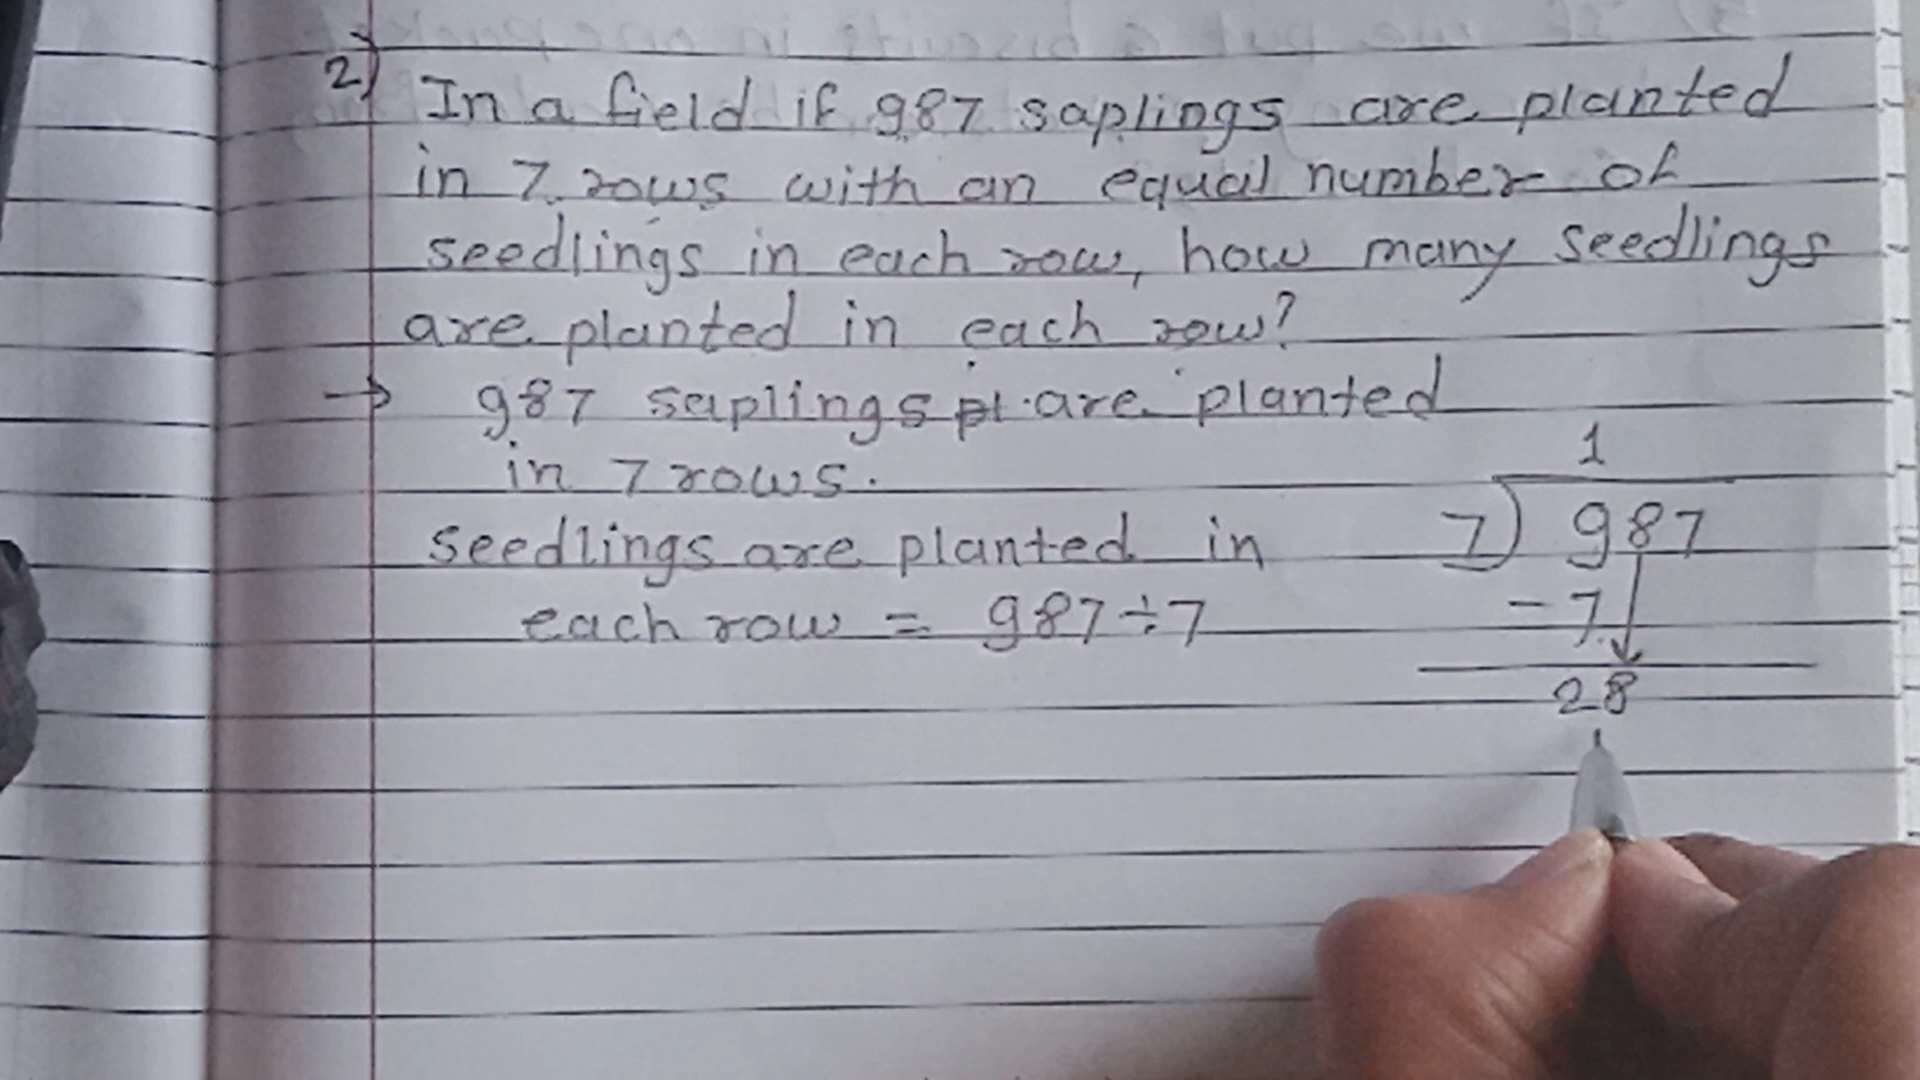 2) In a field if 987 saplings are planted
in 7 rows with an equal number of
seedlings in each row, how many seedlings
are planted in each row?
→ 987 saplings are planted
in 7 rows.
seedlings are planted in
each row = 987÷7
1
7) 987
-7
28